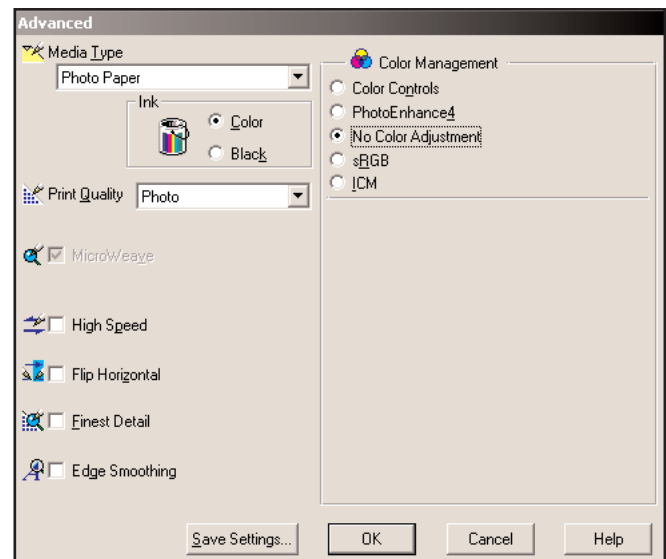 Advanced
Media Type
Photo Paper
Ink
Color
Black
Print Quality
Photo
MicroWeave
High Speed
Flip Horizontal
Finest Detail
Edge Smoothing
Color Management
Color Controls
PhotoEnhance4
No Color Adjustment
sRGB
ICM
Save Settings...
OK
Cancel
Help